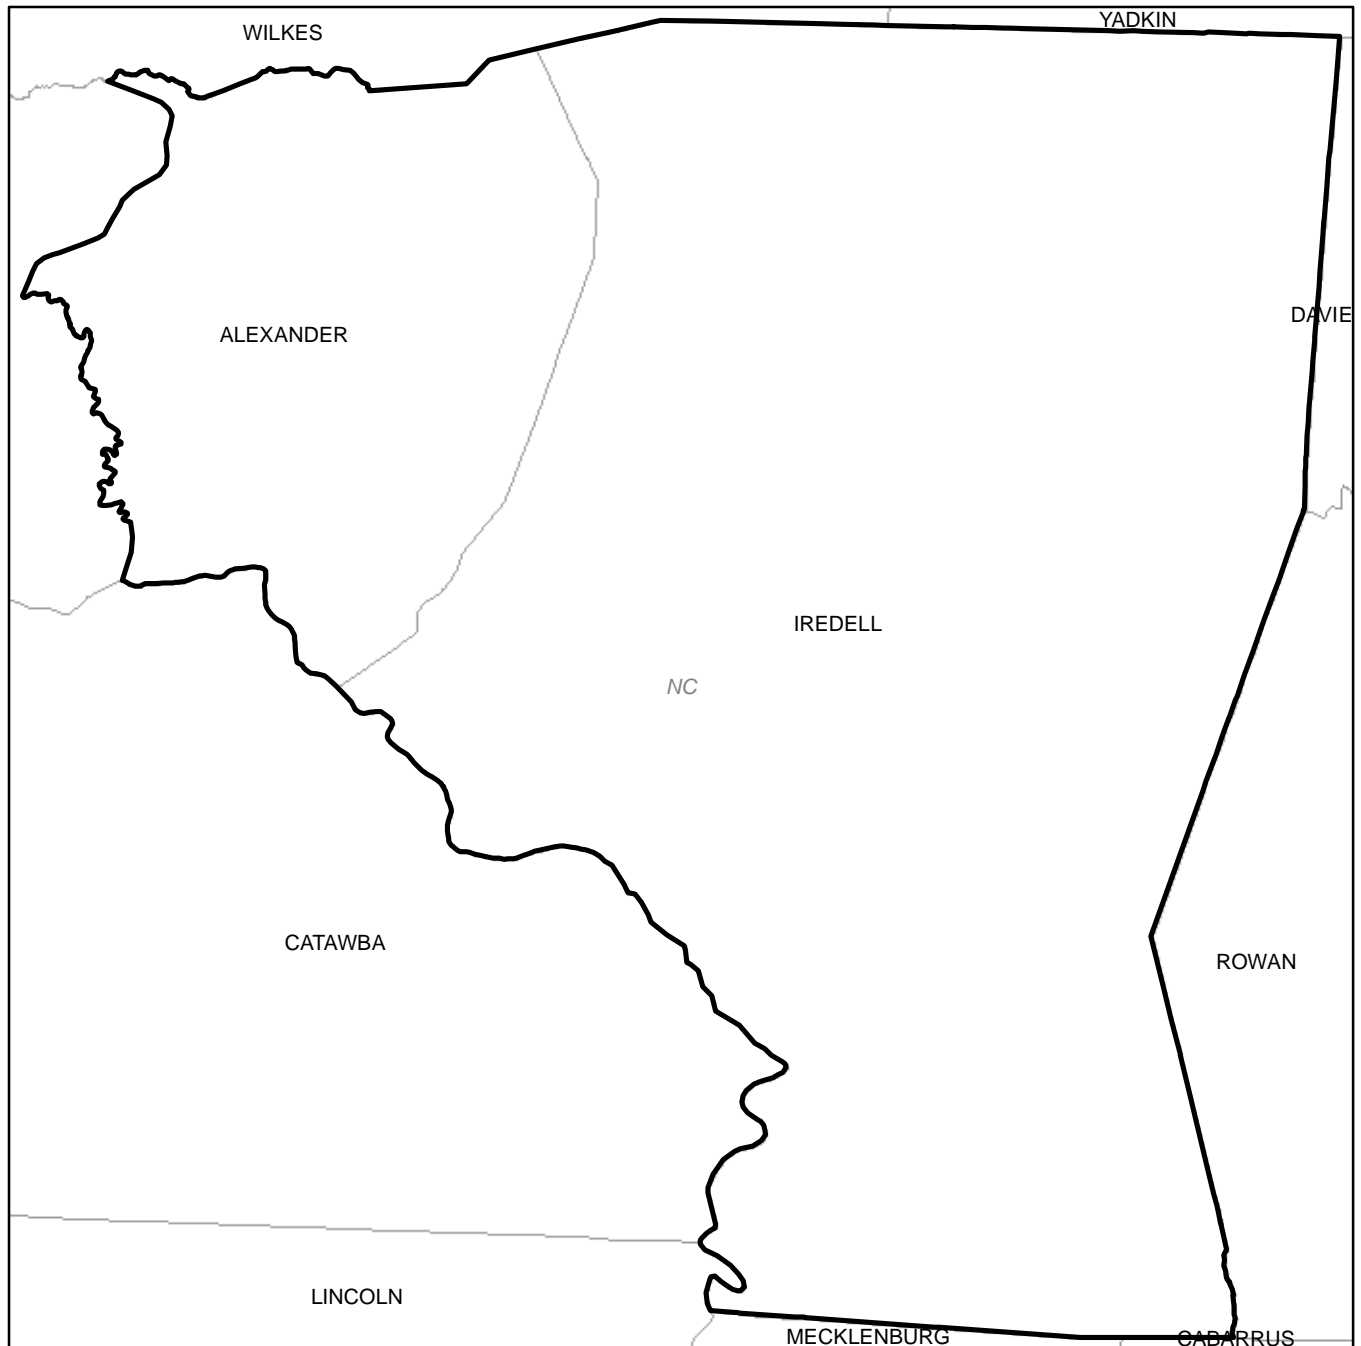 YADKIN
WILKES
DAVIE
ALEXANDER
IREDELL
NC
CATAWBA
ROWAN
LINCOLN
MECKLENBURG
CABARRUS